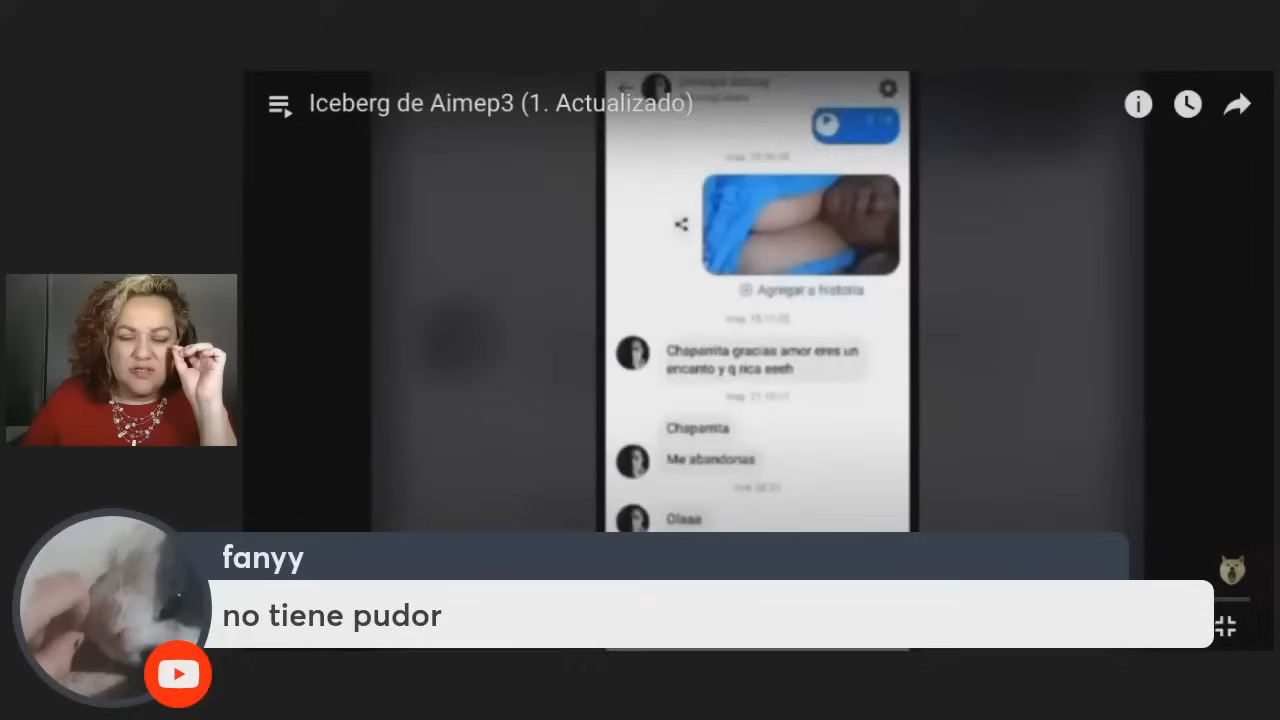 Iceberg de Aimep3 (1. Actualizado)
Agregar a historia
Chaparrita gracias amor eres un
encanto y q rica eeeh
Chaparrita
Me abandonas
Olaaa
fanyy
no tiene pudor